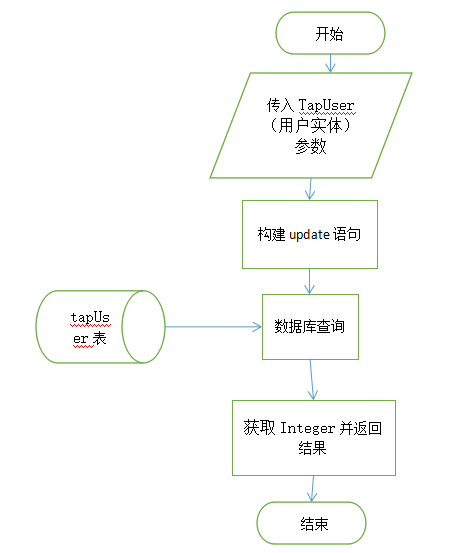 开始
传入 TapUser
（用户实体）
参数
构建 update 语句
tapUs
er 表
数据库查询
获取 Integer 并返回
结果
结束